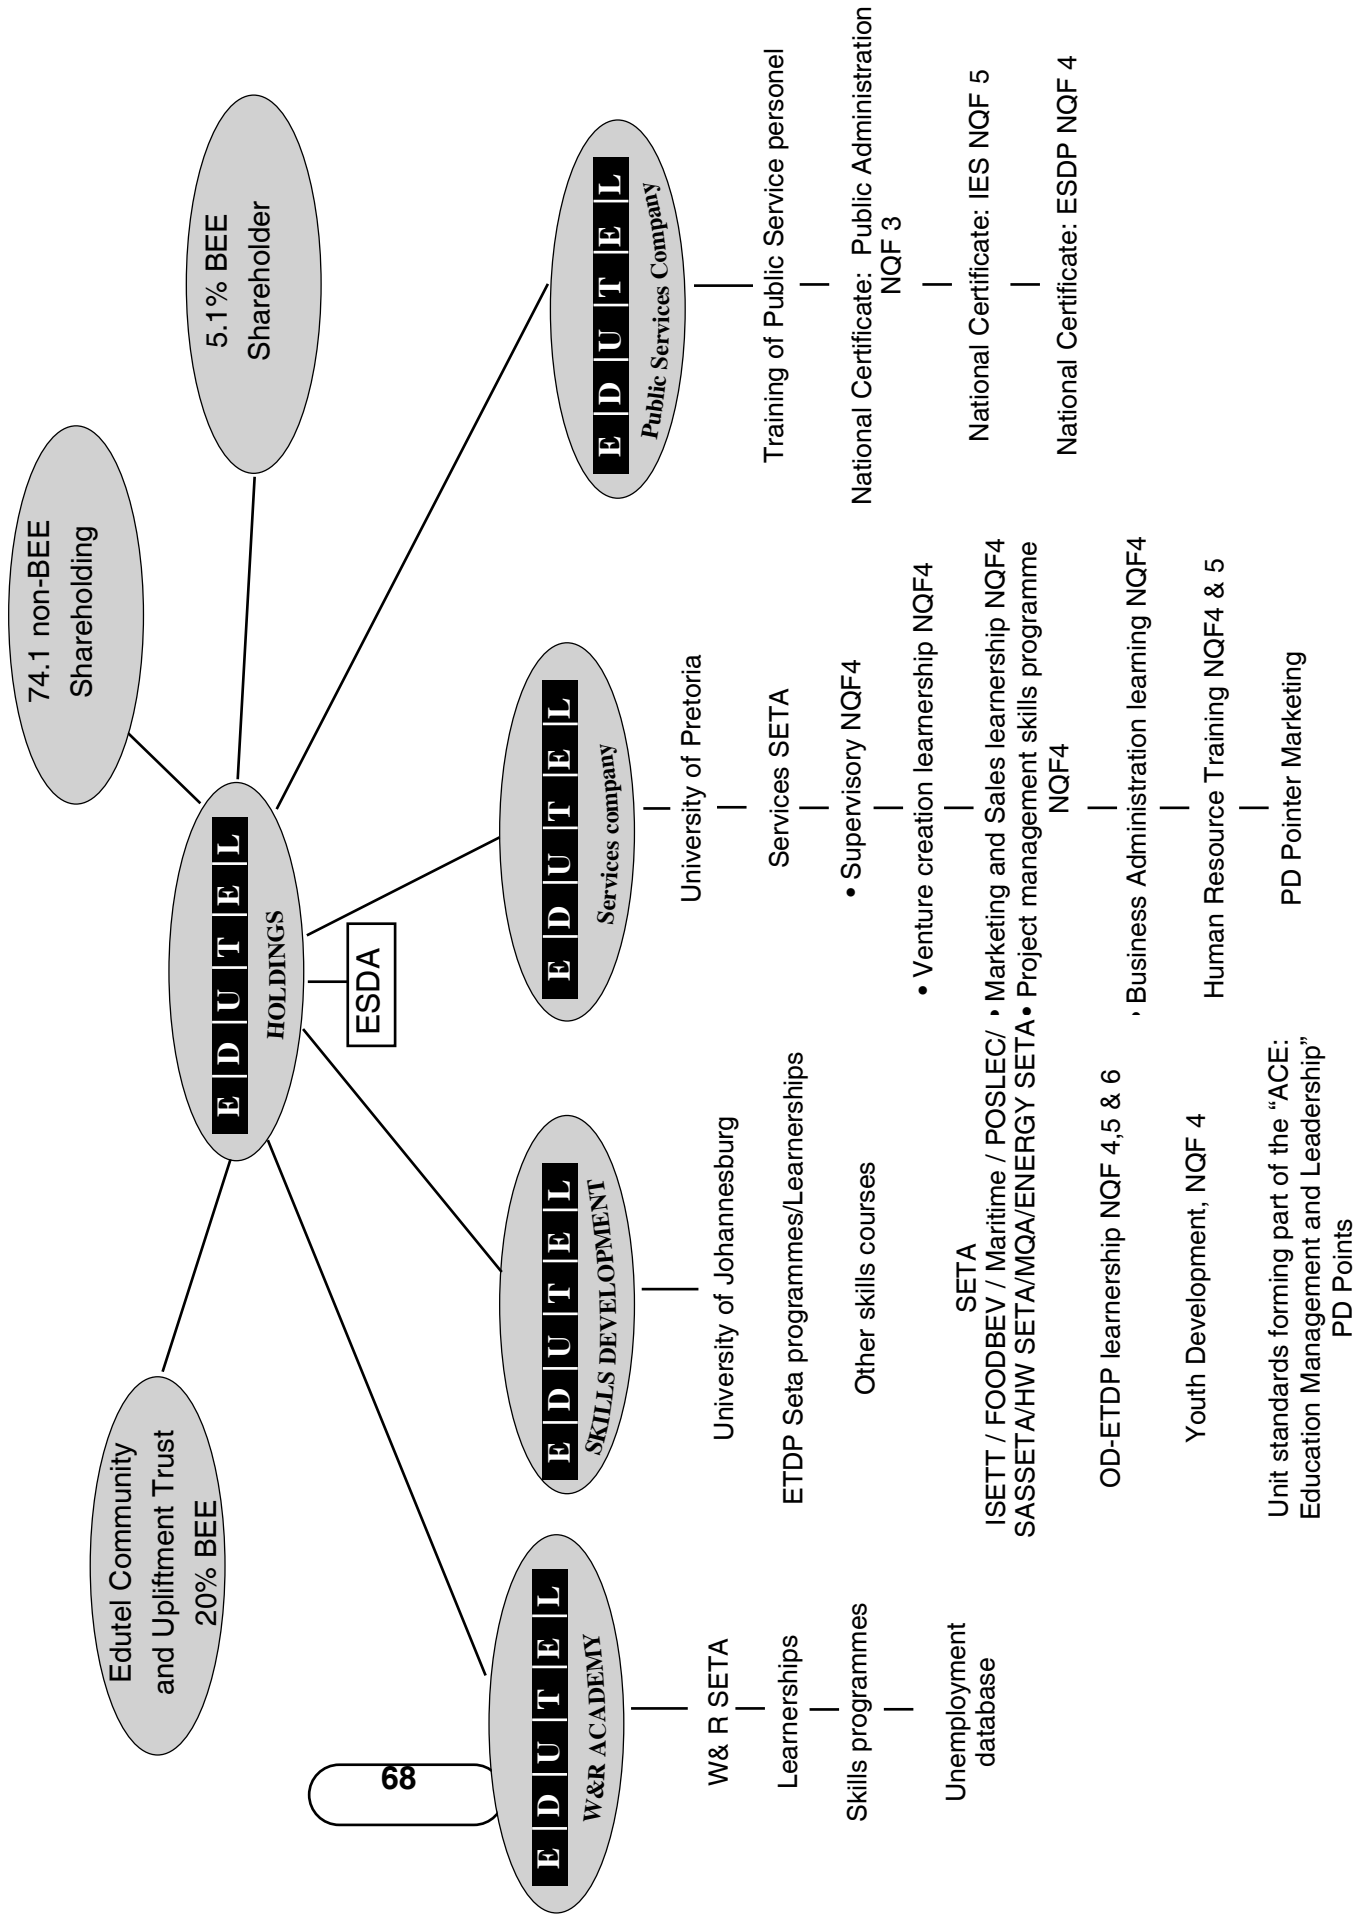 68
Edutel Community
and Upliftment Trust
20% BEE
74.1 non-BEE
Shareholding
5.1% BEE
Shareholder
EDUTEL
HOLDINGS
ESDA
EDUTEL
W&R ACADEMY
W& R SETA
Learnerships
Skills programmes
Unemployment
database
EDUTEL
SKILLS DEVELOPMENT
University of Johannesburg
ETDP Seta programmes/Learnerships
Other skills courses
SETA
ISETT / FOODBEV / Maritime / POSLEC/
SASSETA/HW SETA/MQA/ENERGY SETA
OD-ETDP learnership NQF 4,5 & 6
Youth Development, NQF 4
Unit standards forming part of the “ACE:
Education Management and Leadership”
PD Points
EDUTEL
Services company
University of Pretoria
Services SETA
• Supervisory NQF4
• Venture creation learnership NQF4
• Marketing and Sales learnership NQF4
• Project management skills programme
NQF4
• Business Administration learning NQF4
Human Resource Training NQF4 & 5
PD Pointer Marketing
EDUTEL
Public Services Company
Training of Public Service personel
National Certificate: Public Administration
NQF 3
National Certificate: IES NQF 5
National Certificate: ESDP NQF 4